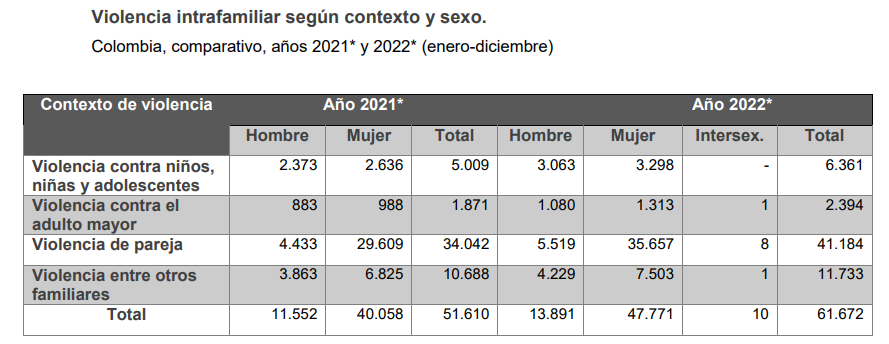 Violencia intrafamiliar según contexto y sexo.
Colombia, comparativo, años 2021* y 2022* (enero-diciembre)
Contexto de violencia Año 2021* Año 2022*
Hombre Mujer Total Hombre Mujer Intersex. Total
Violencia contra niños, 2.373 2.636 5.009 3.063 3.298 - 6.361
niñas y adolescentes
Violencia contra el 883 988 1.871 1.080 1.313 1 2.394
adulto mayor
Violencia de pareja 4.433 29.609 34.042 5.519 35.657 8 41.184
Violencia entre otros 3.863 6.825 10.688 4.229 7.503 1 11.733
familiares
Total 11.552 40.058 51.610 13.891 47.771 10 61.672